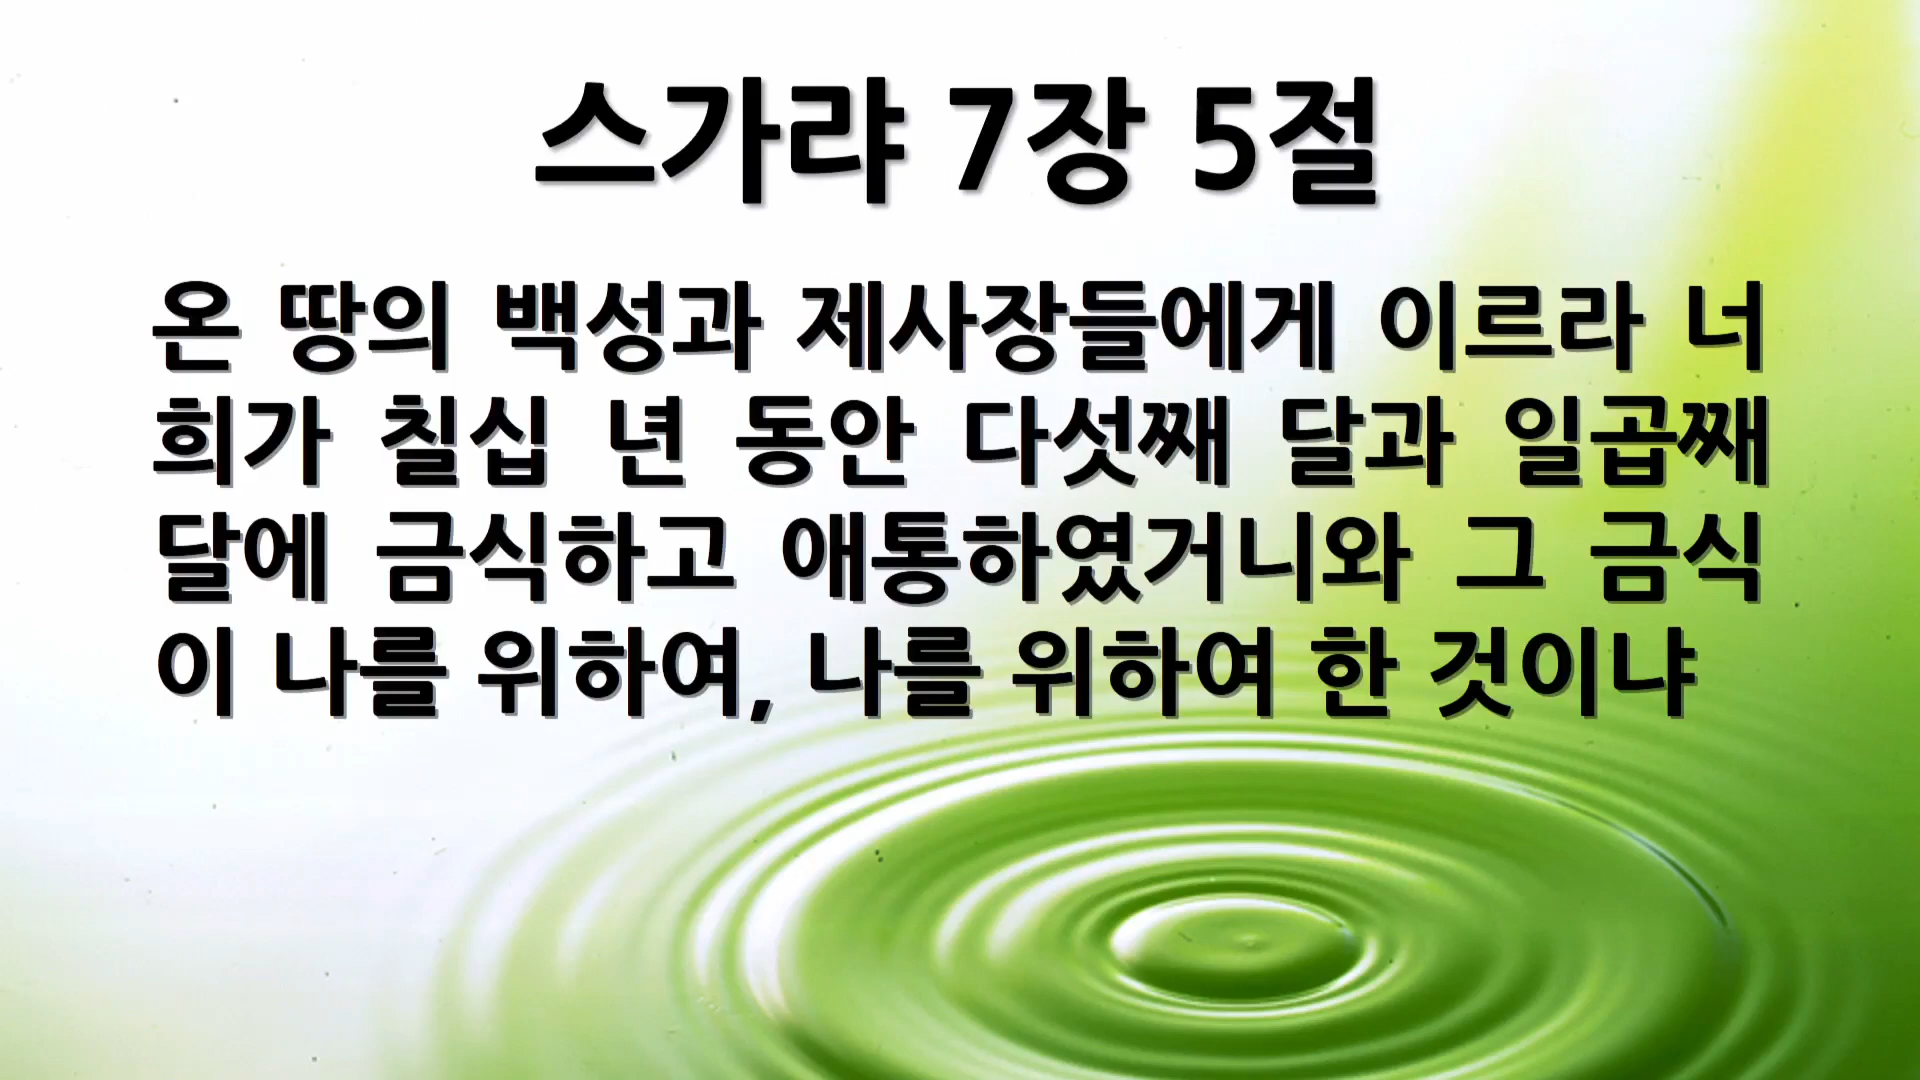 스가랴 7장 5절
온 땅의 백성과 제사장들에게 이르라 너
희가 칠십 년 동안 다섯째 달과 일곱째
달에 금식하고 애통하였거니와 그 금식
이 나를 위하여, 나를 위하여 한 것이냐